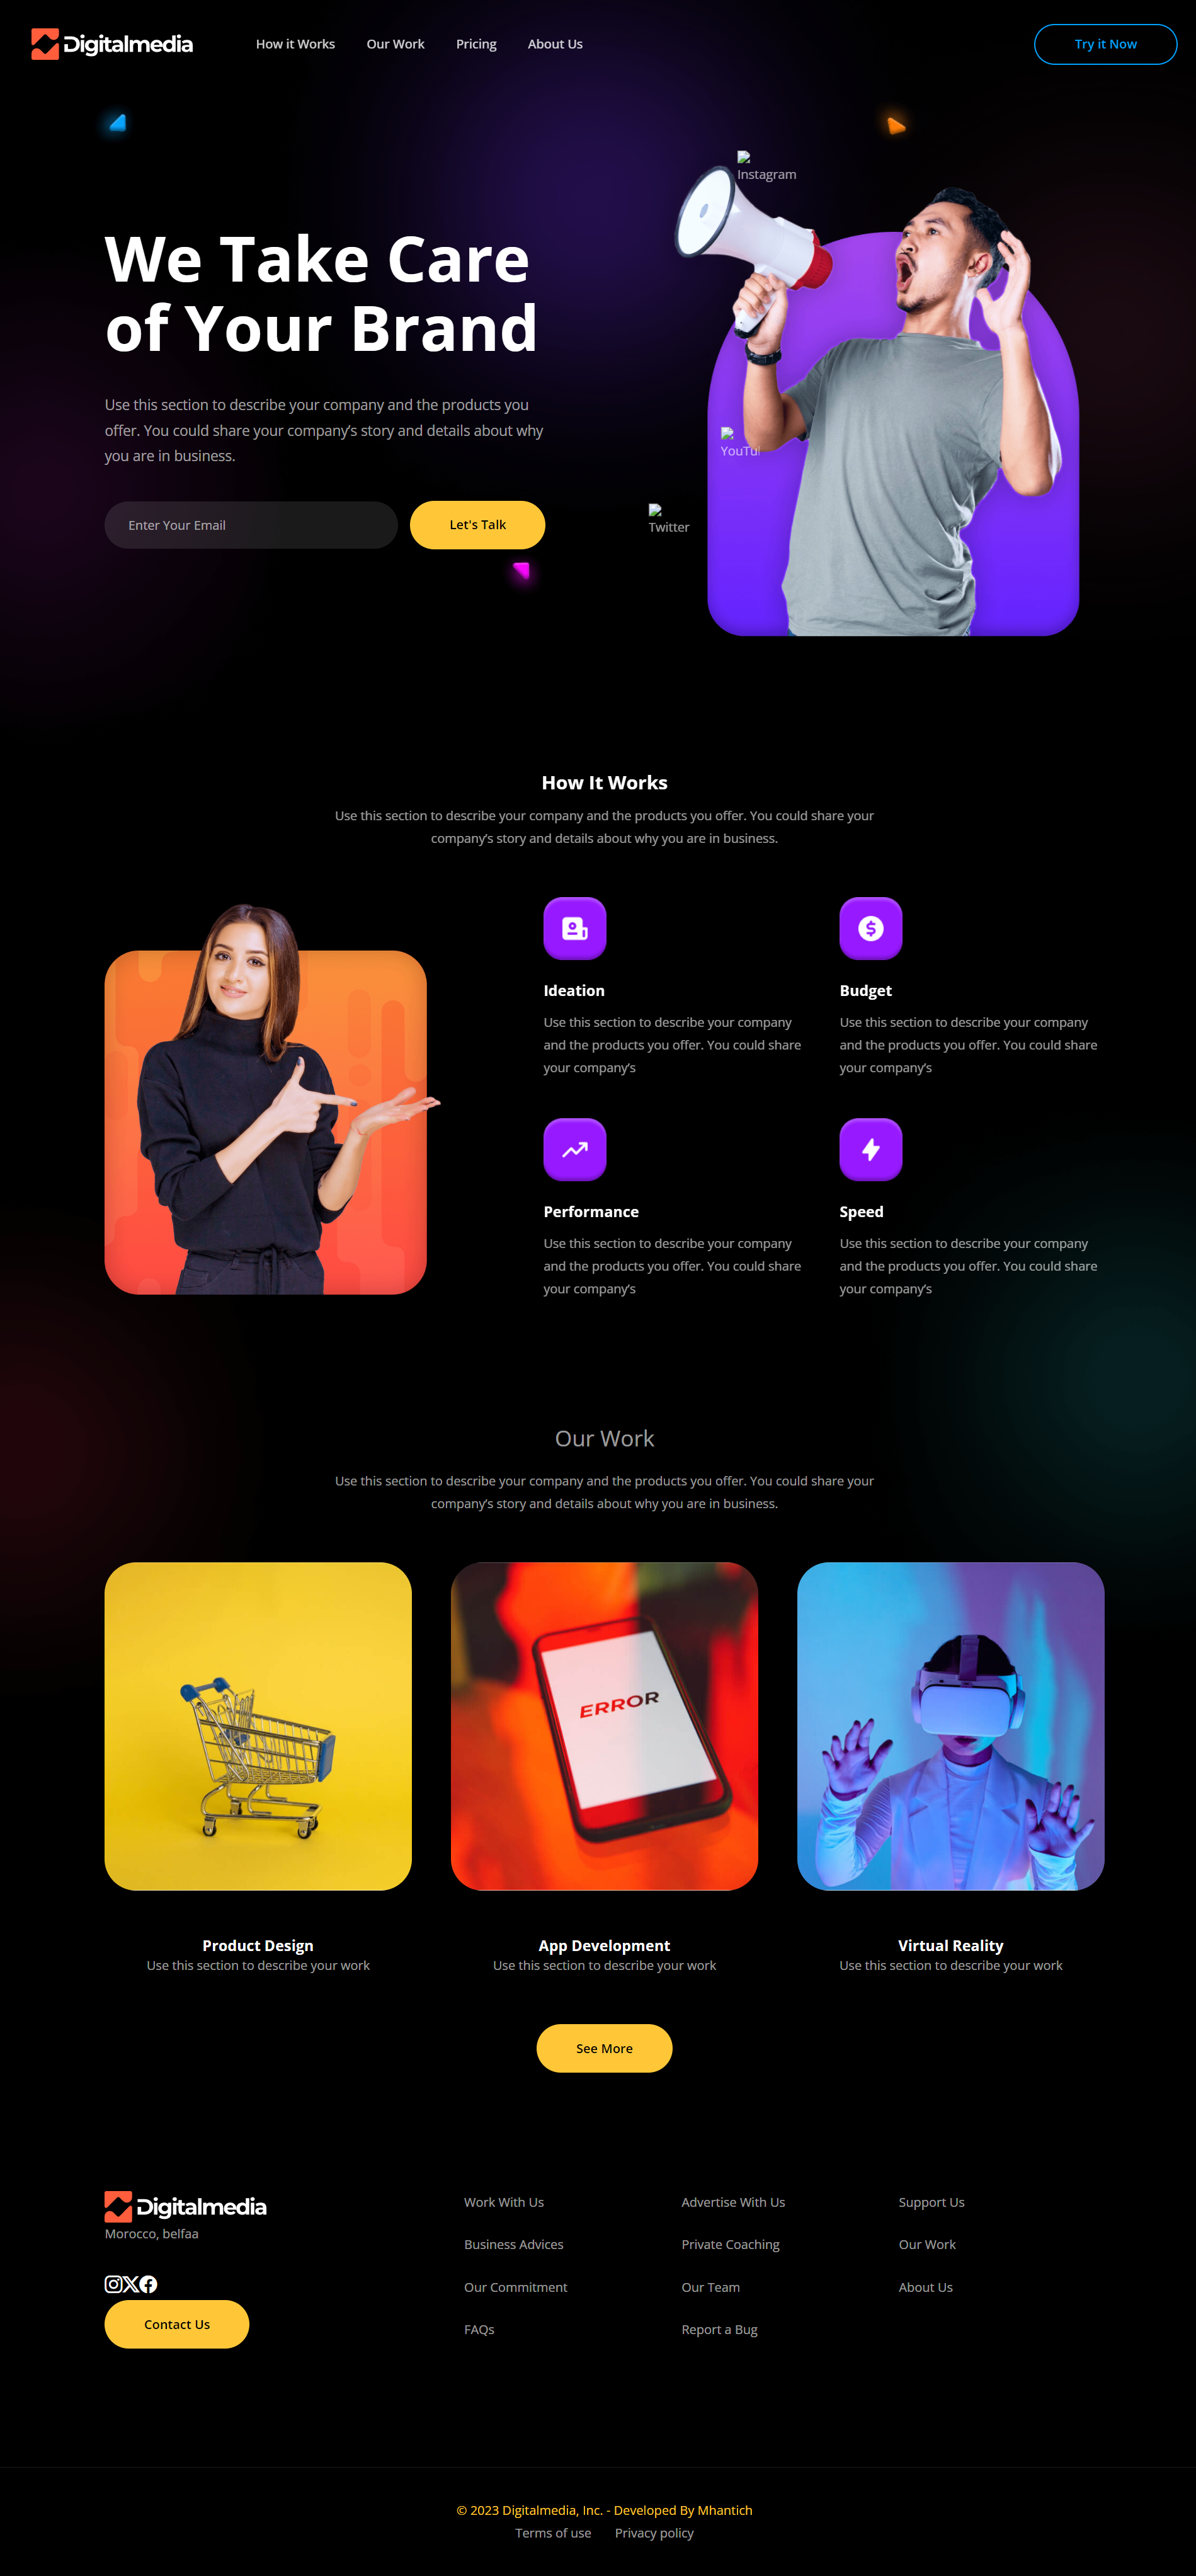 Digitalmedia
How it Works
Our Work
Pricing
About Us
Try it Now
Instagram
We Take Care
of Your Brand
Use this section to describe your company and the products you
offer. You could share your company’s story and details about why
you are in business.
Enter Your Email
Let's Talk
YouTu
Twitter
How It Works
Use this section to describe your company and the products you offer. You could share your
company’s story and details about why you are in business.
Ideation
Use this section to describe your company
and the products you offer. You could share
your company’s
Budget
Use this section to describe your company
and the products you offer. You could share
your company’s
Performance
Use this section to describe your company
and the products you offer. You could share
your company’s
Speed
Use this section to describe your company
and the products you offer. You could share
your company’s
Our Work
Use this section to describe your company and the products you offer. You could share your
company’s story and details about why you are in business.
ERROR
Product Design
Use this section to describe your work
App Development
Use this section to describe your work
Virtual Reality
Use this section to describe your work
See More
Digitalmedia
Morocco, belfaa
Contact Us
Work With Us
Business Advices
Our Commitment
FAQs
Advertise With Us
Private Coaching
Our Team
Report a Bug
Support Us
Our Work
About Us
© 2023 Digitalmedia, Inc. - Developed By Mhantich
Terms of use
Privacy policy